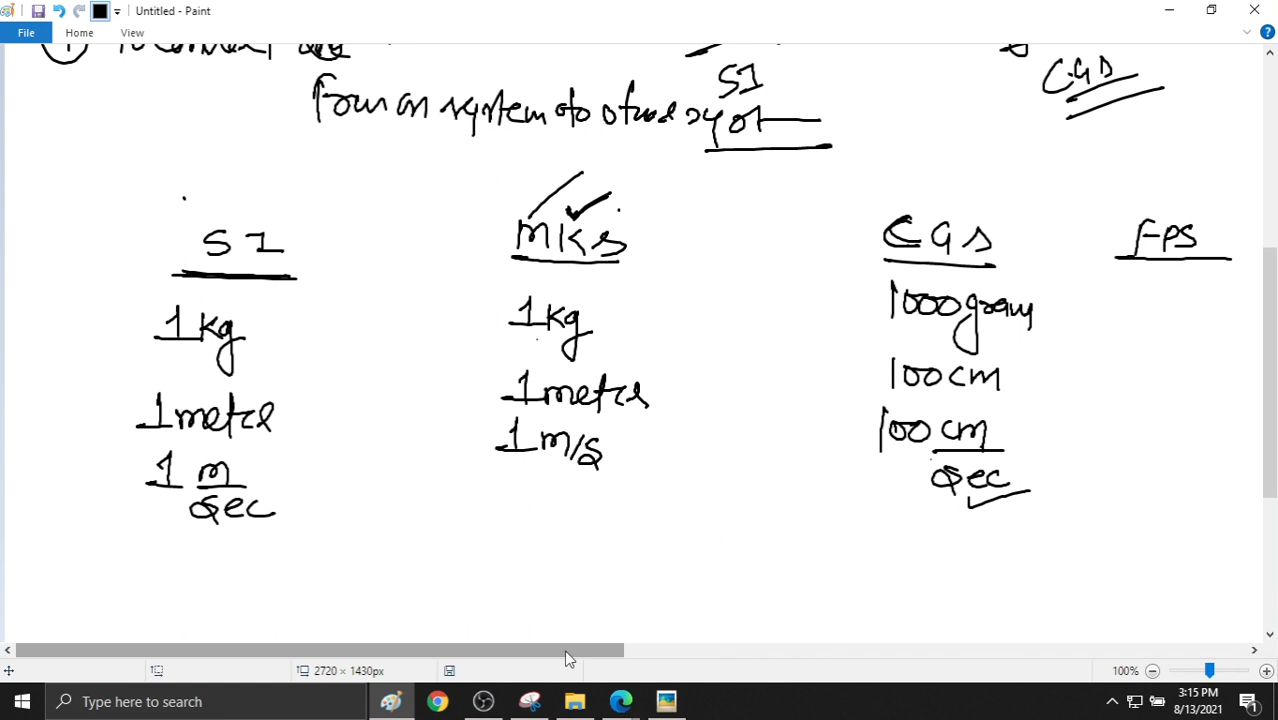 Untitled - Paint
File Home View
CGS
SI
from on system to other syst
SI MKS CGS FPS
1kg 1kg 1000gram
1metre 1metre 100cm
1 m/sec 1m/s 100 cm/sec
2720 × 1430px 100%
Type here to search
3:15 PM
8/13/2021